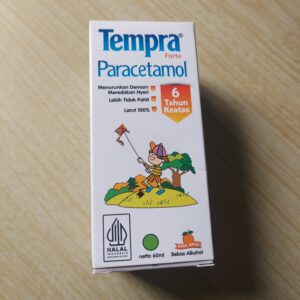 Tempra®
Forte
Paracetamol
Menurunkan Demam
Meredakan Nyeri
Lebih Tidak Pahit
Larut 100%
6
Tahun
Keatas
HALAL
INDONESIA
netto 60ml
Bebas Alkohol